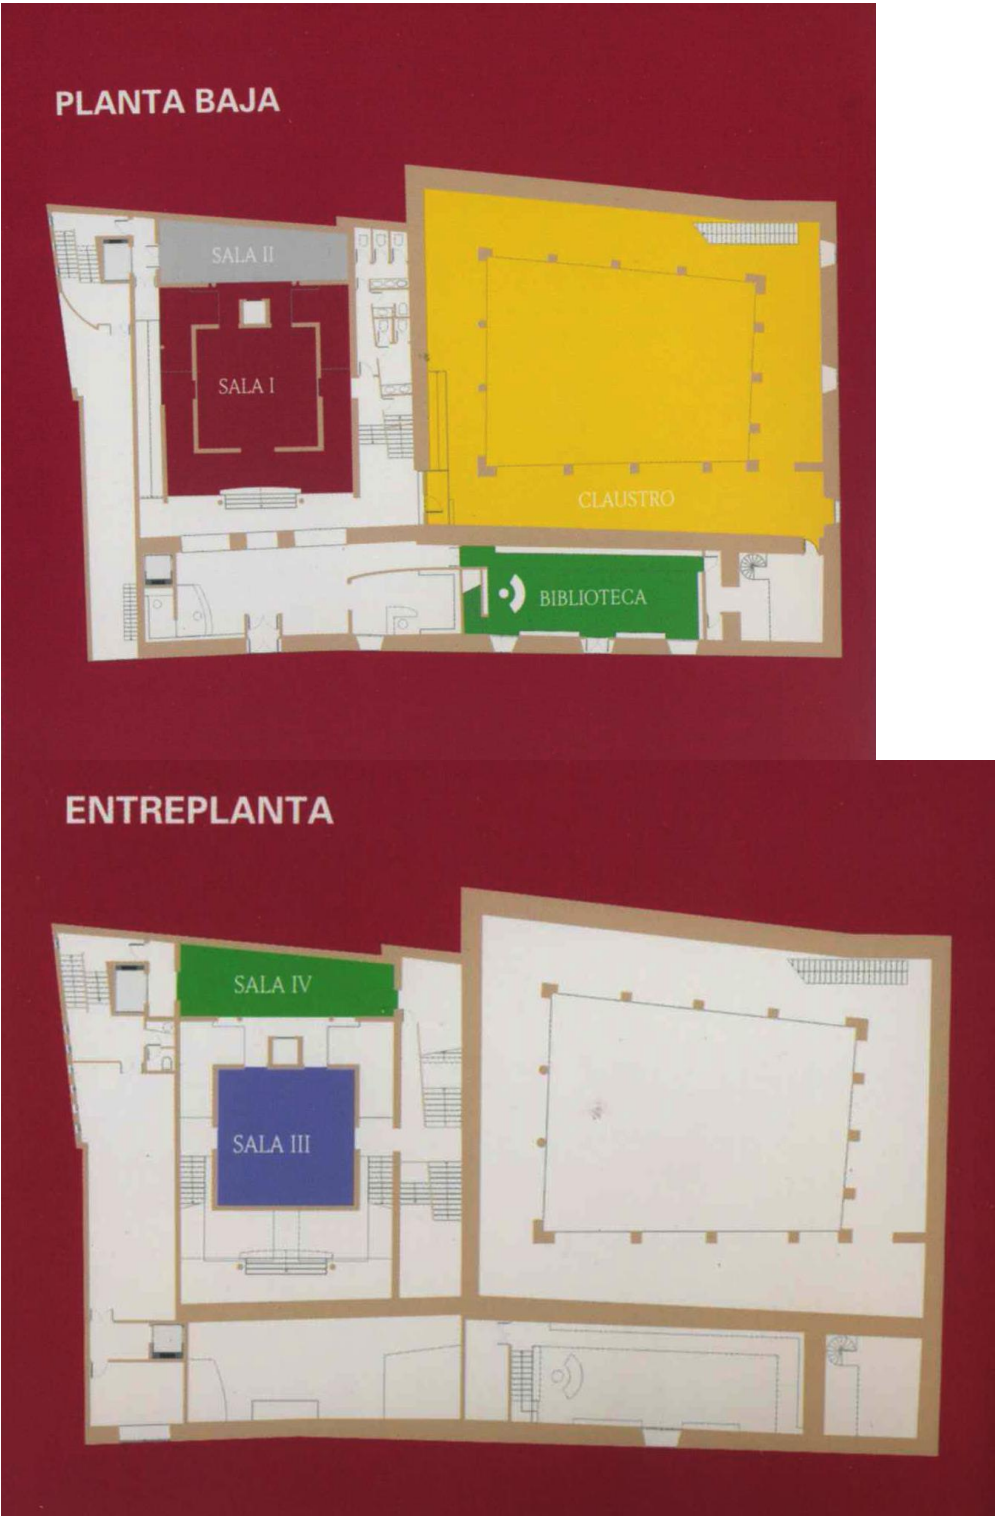 PLANTA BAJA
SALA II
SALA I
CLAUSTRO
BIBLIOTECA
ENTREPLANTA
SALA IV
SALA III